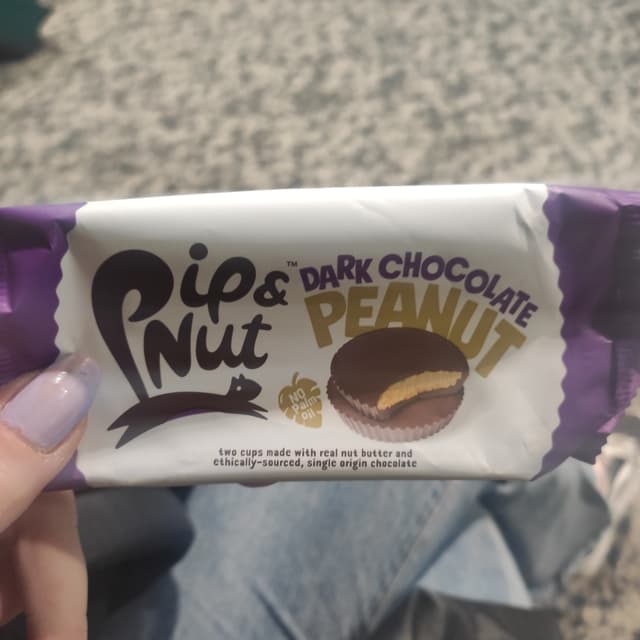 Pip &
Nut
™
DARK CHOCOLATE
PEANUT
NO
Palm
Oil
two cups made with real nut butter and
ethically-sourced, single origin chocolate